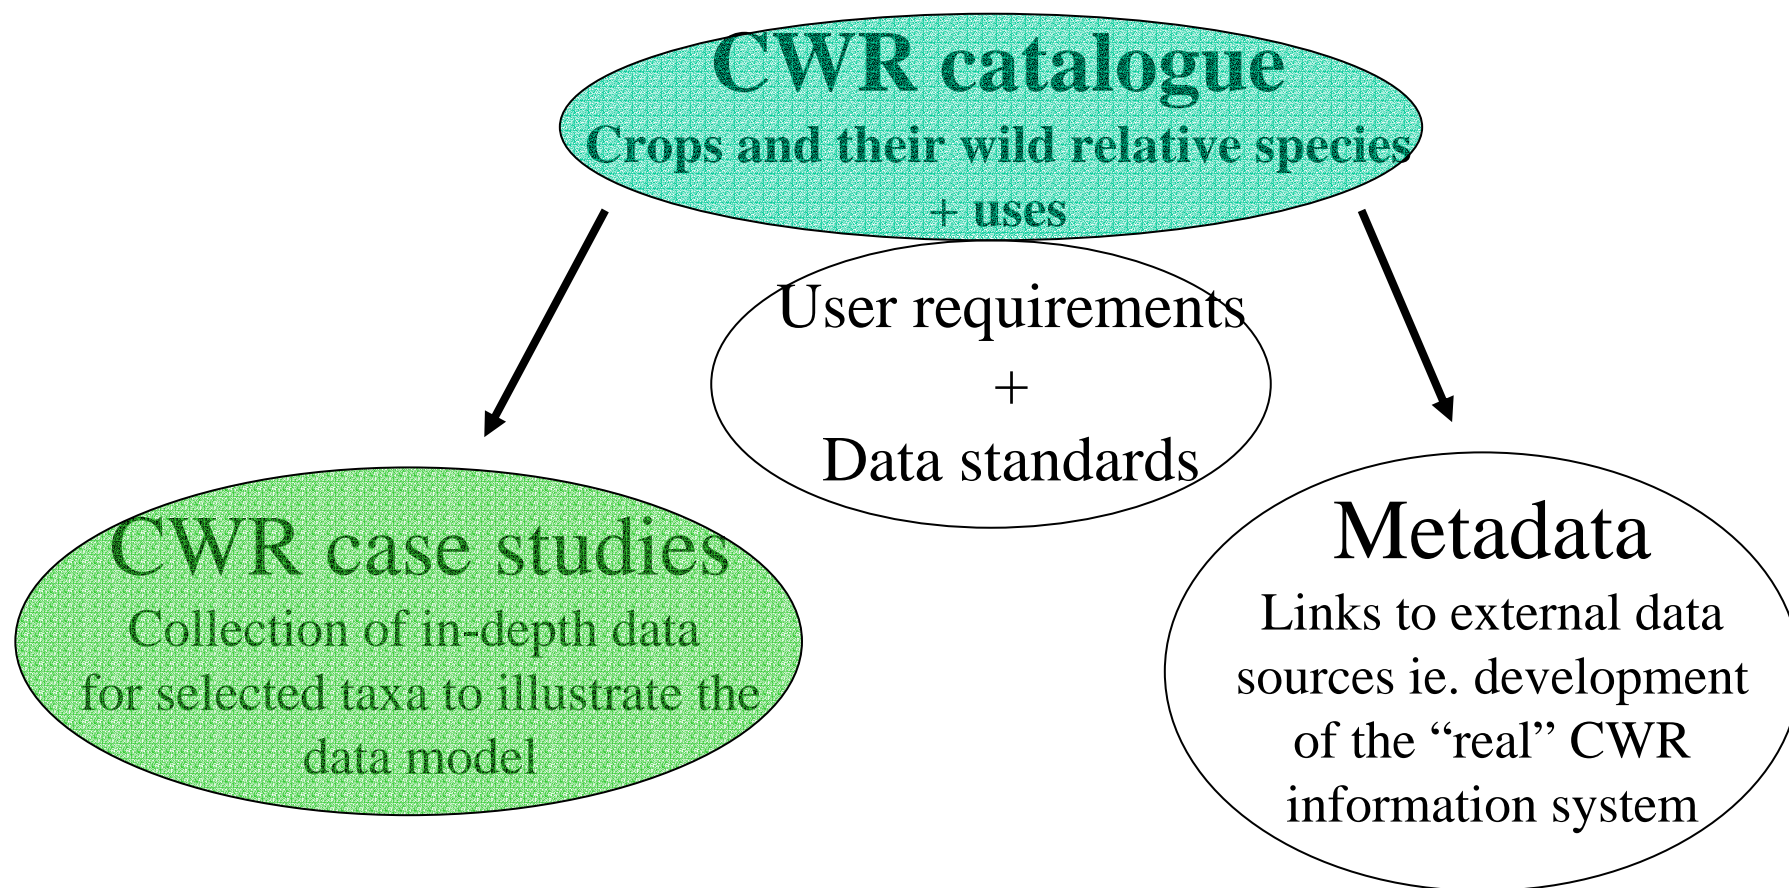 CWR catalogue
Crops and their wild relative species
+ uses
User requirements
+
Data standards
CWR case studies
Collection of in-depth data
for selected taxa to illustrate the
data model
Metadata
Links to external data
sources ie. development
of the “real” CWR
information system